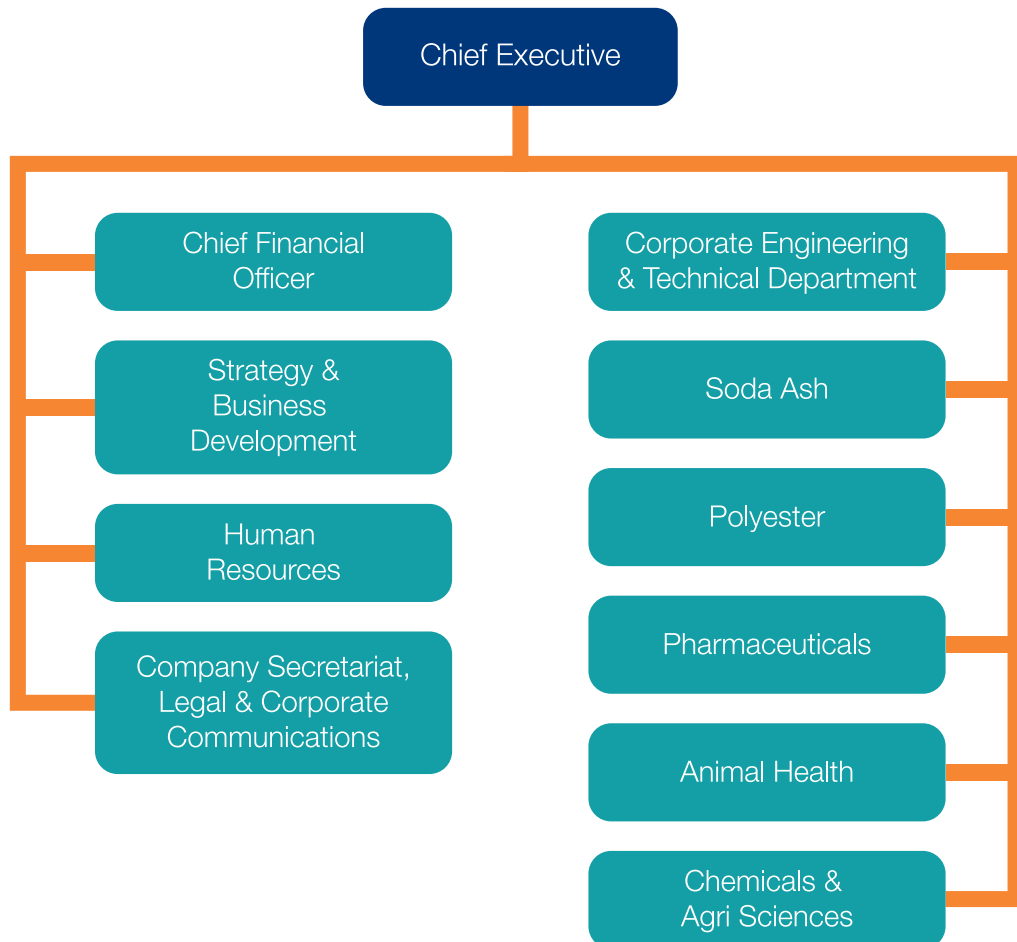 Chief Executive
Chief Financial
Officer
Strategy &
Business
Development
Human
Resources
Company Secretariat,
Legal & Corporate
Communications
Corporate Engineering
& Technical Department
Soda Ash
Polyester
Pharmaceuticals
Animal Health
Chemicals &
Agri Sciences